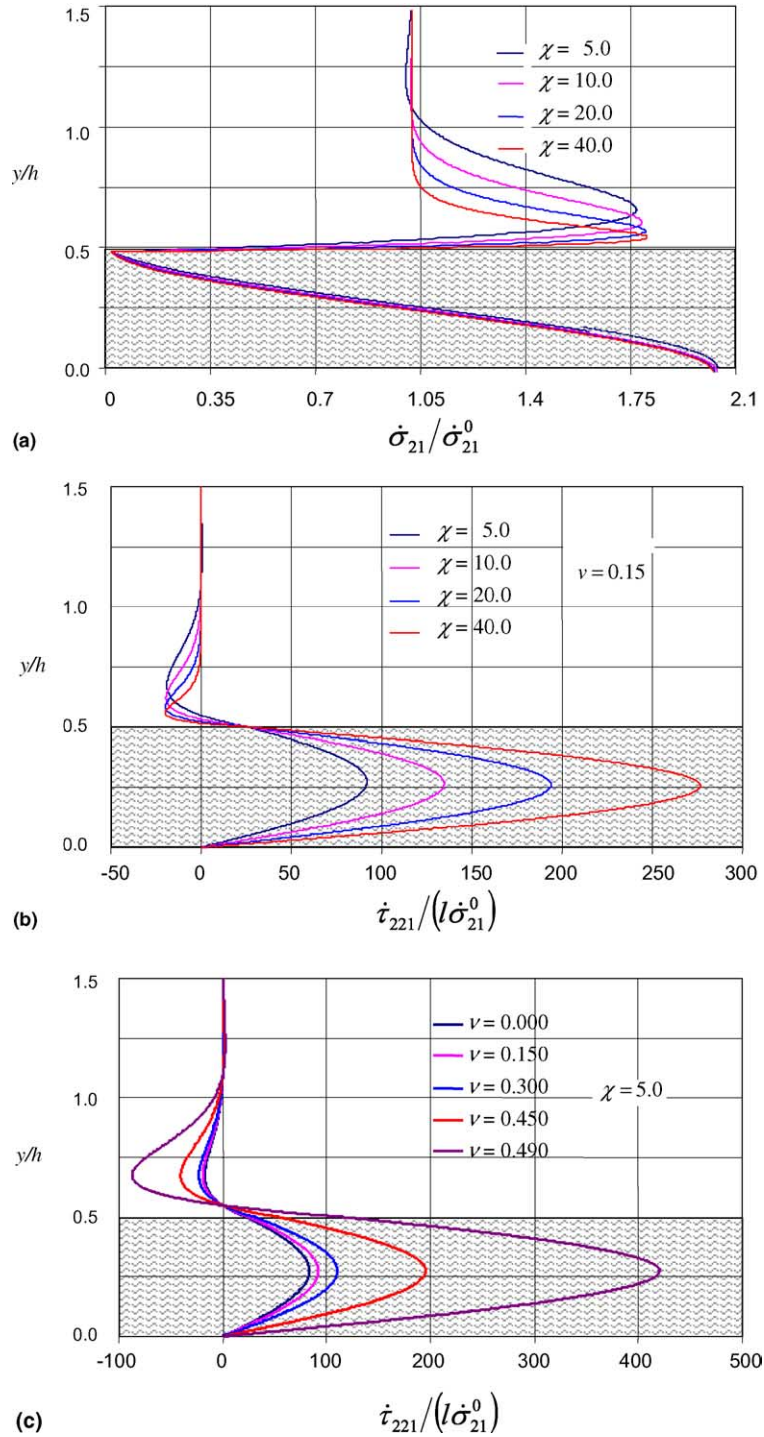 1.5
χ = 5.0
χ = 10.0
χ = 20.0
χ = 40.0
1.0
y/h
0.5
0.0
0 0.35 0.7 1.05 1.4 1.75 2.1
(a)
σ̇₂₁/σ̇⁰₂₁
1.5
χ = 5.0
χ = 10.0
χ = 20.0
χ = 40.0
ν = 0.15
1.0
y/h
0.5
0.0
-50 0 50 100 150 200 250 300
(b)
τ̇₂₂₁/(lσ̇⁰₂₁)
1.5
ν = 0.000
ν = 0.150
ν = 0.300
ν = 0.450
ν = 0.490
χ = 5.0
1.0
y/h
0.5
0.0
-100 0 100 200 300 400 500
(c)
τ̇₂₂₁/(lσ̇⁰₂₁)